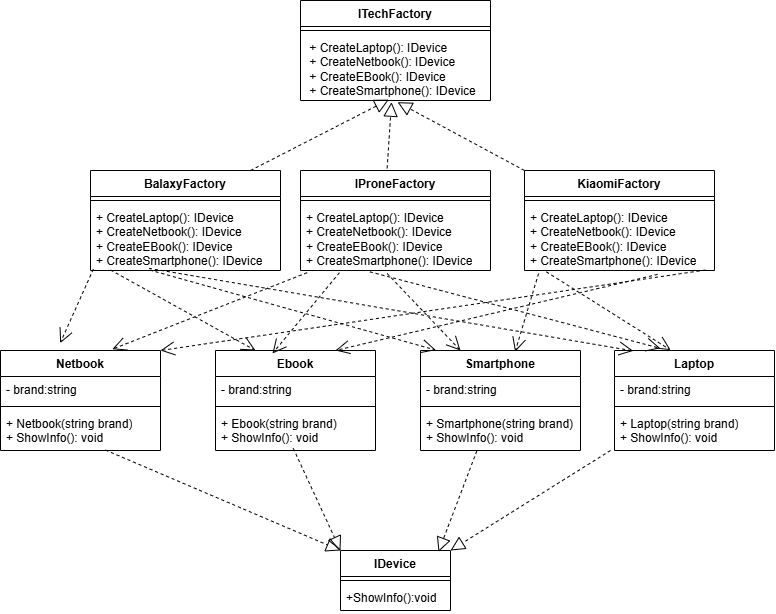 ITechFactory
+ CreateLaptop(): IDevice
+ CreateNetbook(): IDevice
+ CreateEBook(): IDevice
+ CreateSmartphone(): IDevice
BalaxyFactory
+ CreateLaptop(): IDevice
+ CreateNetbook(): IDevice
+ CreateEBook(): IDevice
+ CreateSmartphone(): IDevice
IProneFactory
+ CreateLaptop(): IDevice
+ CreateNetbook(): IDevice
+ CreateEBook(): IDevice
+ CreateSmartphone(): IDevice
KiaomiFactory
+ CreateLaptop(): IDevice
+ CreateNetbook(): IDevice
+ CreateEBook(): IDevice
+ CreateSmartphone(): IDevice
Netbook
- brand:string
+ Netbook(string brand)
+ ShowInfo(): void
Ebook
- brand:string
+ Ebook(string brand)
+ ShowInfo(): void
Smartphone
- brand:string
+ Smartphone(string brand)
+ ShowInfo(): void
Laptop
- brand:string
+ Laptop(string brand)
+ ShowInfo(): void
IDevice
+ShowInfo():void